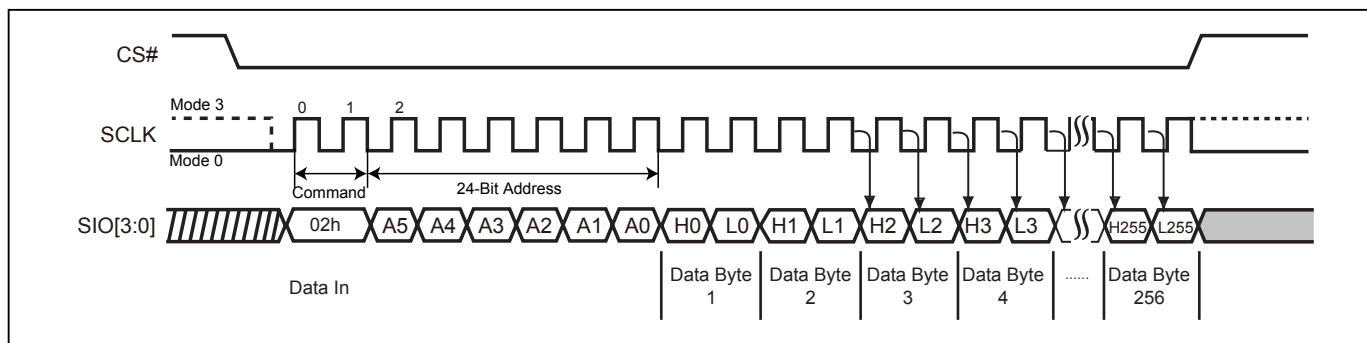 CS#
Mode 3
0 1 2
SCLK
Mode 0
Command
24-Bit Address
SIO[3:0]
02h A5 A4 A3 A2 A1 A0 H0 L0 H1 L1 H2 L2 H3 L3 H255 L255
Data In
Data Byte 1
Data Byte 2
Data Byte 3
Data Byte 4
......
Data Byte 256